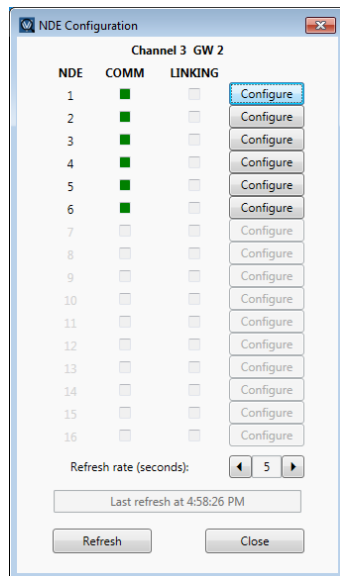 NDE Configuration
Channel 3 GW 2
NDE COMM LINKING
1 Configure
2 Configure
3 Configure
4 Configure
5 Configure
6 Configure
7 Configure
8 Configure
9 Configure
10 Configure
11 Configure
12 Configure
13 Configure
14 Configure
15 Configure
16 Configure
Refresh rate (seconds): 5
Last refresh at 4:58:26 PM
Refresh Close